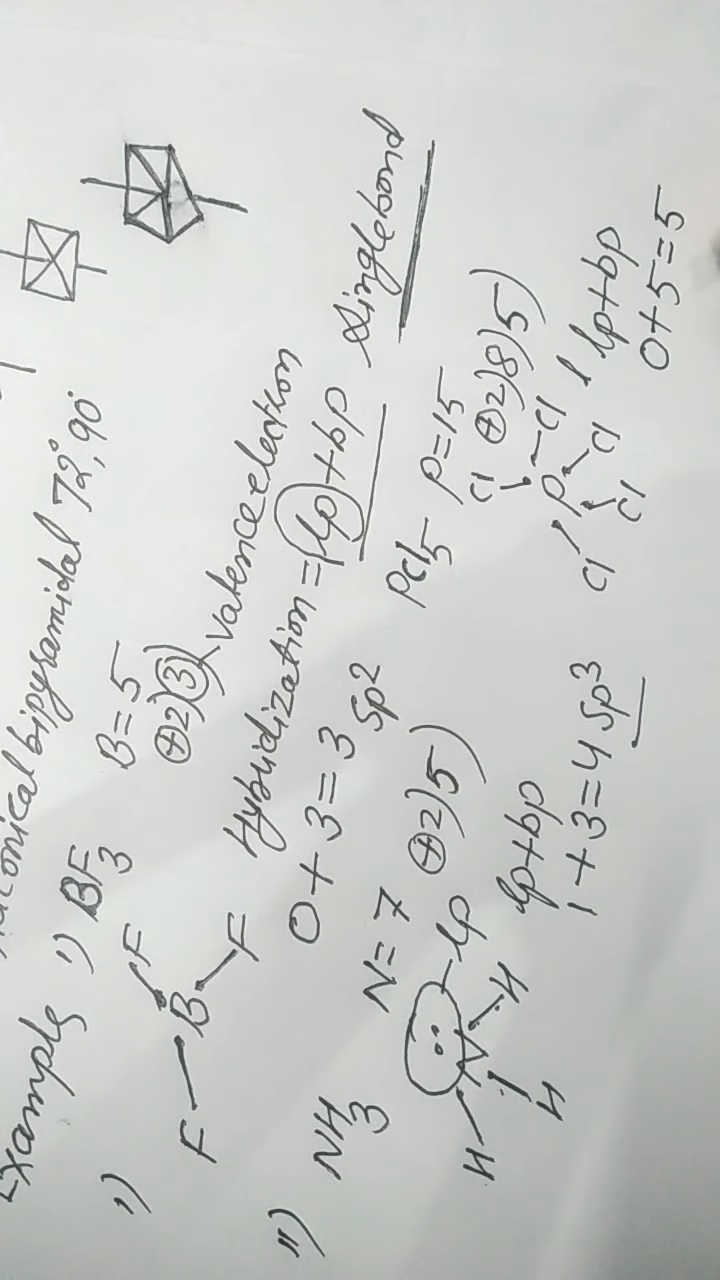 bipyramidal 72°, 90°
Example i) BF3 B=5
+2)3) valence electron
i)
F B F
F
Hybridization = lp+bp single bond
0+3=3 sp2
ii) NH3 N=7 +2)5)
lp
H N H
H
lp+bp
1+3=4 sp3
PCl5 P=15
+2)8)5)
Cl Cl
P
Cl Cl Cl
lp+bp
0+5=5